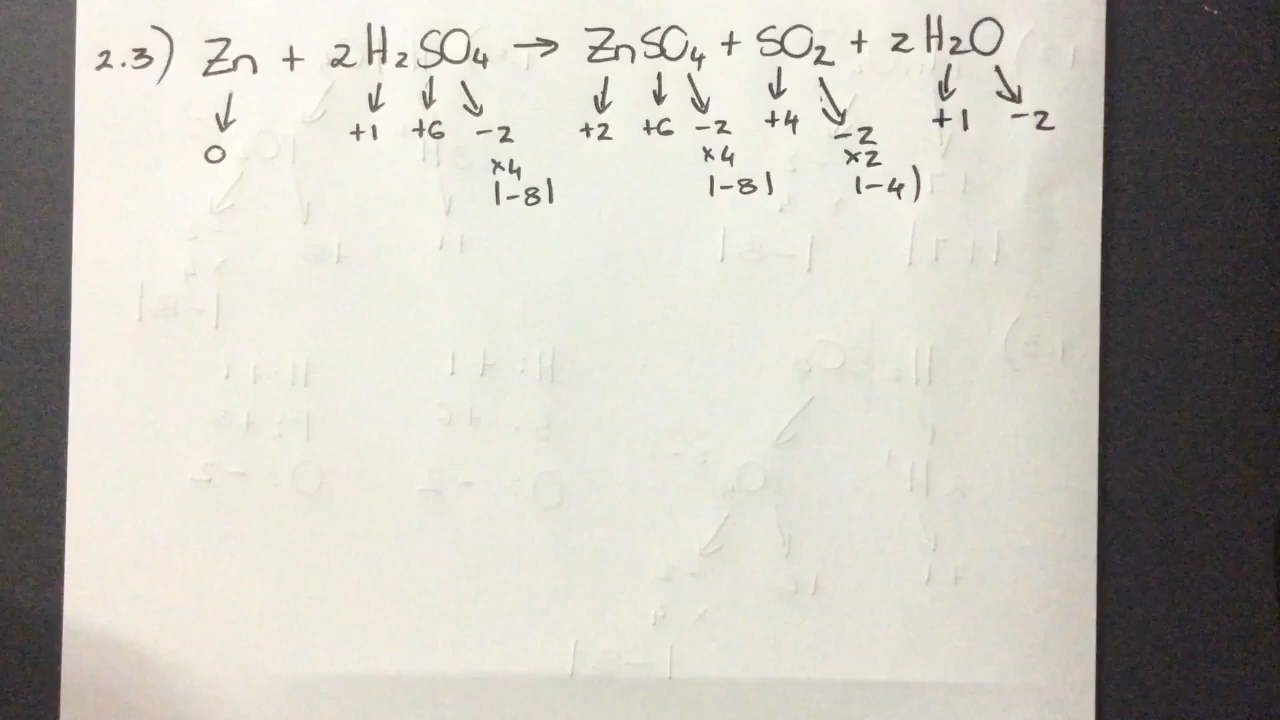 2.3) Zn + 2H₂SO₄ → ZnSO₄ + SO₂ + 2H₂O
↓ ↓ ↓ ↘ ↓ ↓ ↘ ↓ ↘ ↓ ↘
0 +1 +6 -2 +2 +6 -2 +4 -2 +1 -2
×4 ×4 ×2
|-8| |-8| |-4)